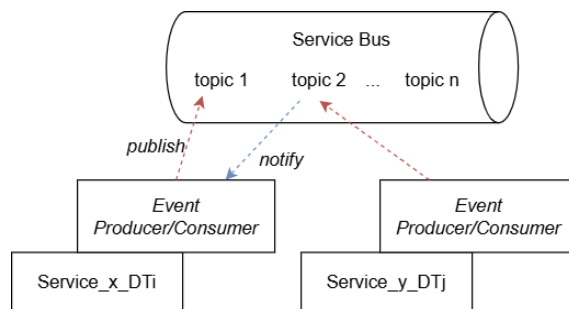 Service Bus
topic 1 topic 2 ... topic n
publish
notify
Event
Producer/Consumer
Event
Producer/Consumer
Service_x_DTi
Service_y_DTj